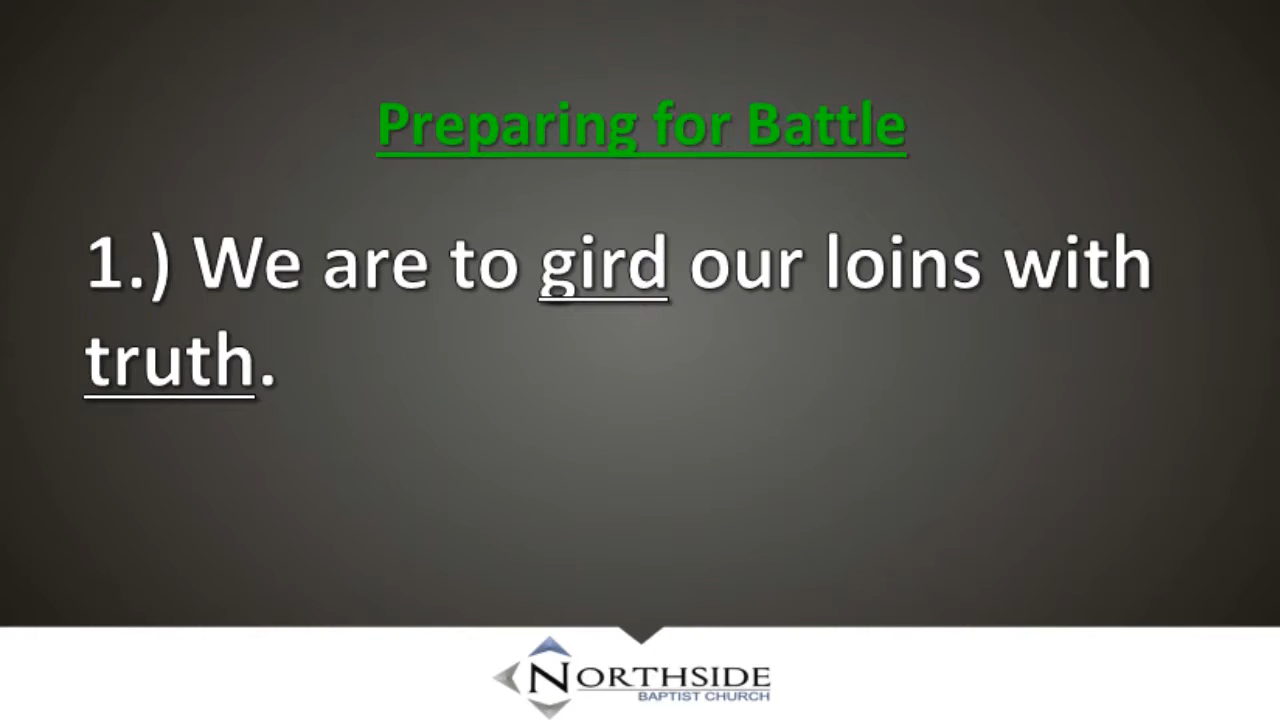 Preparing for Battle
1.) We are to gird our loins with
truth.
NORTHSIDE
BAPTIST CHURCH